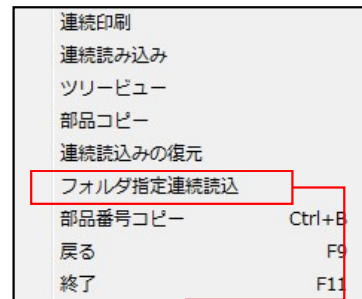 連続印刷
連続読み込み
ツリービュー
部品コピー
連続読込みの復元
フォルダ指定連続読込
部品番号コピー Ctrl+B
戻る F9
終了 F11